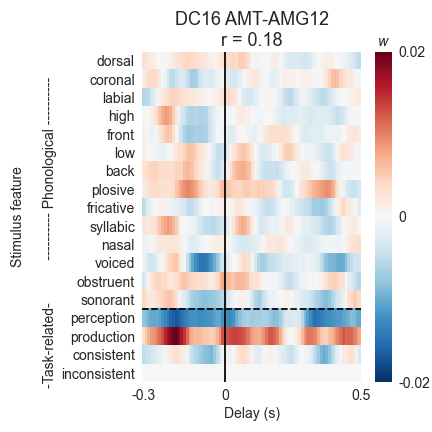 DC16 AMT-AMG12
r = 0.18
w
Stimulus feature
----------- Phonological -----------
-Task-related-
dorsal
coronal
labial
high
front
low
back
plosive
fricative
syllabic
nasal
voiced
obstruent
sonorant
perception
production
consistent
inconsistent
0.02
0
-0.02
-0.3
0
0.5
Delay (s)